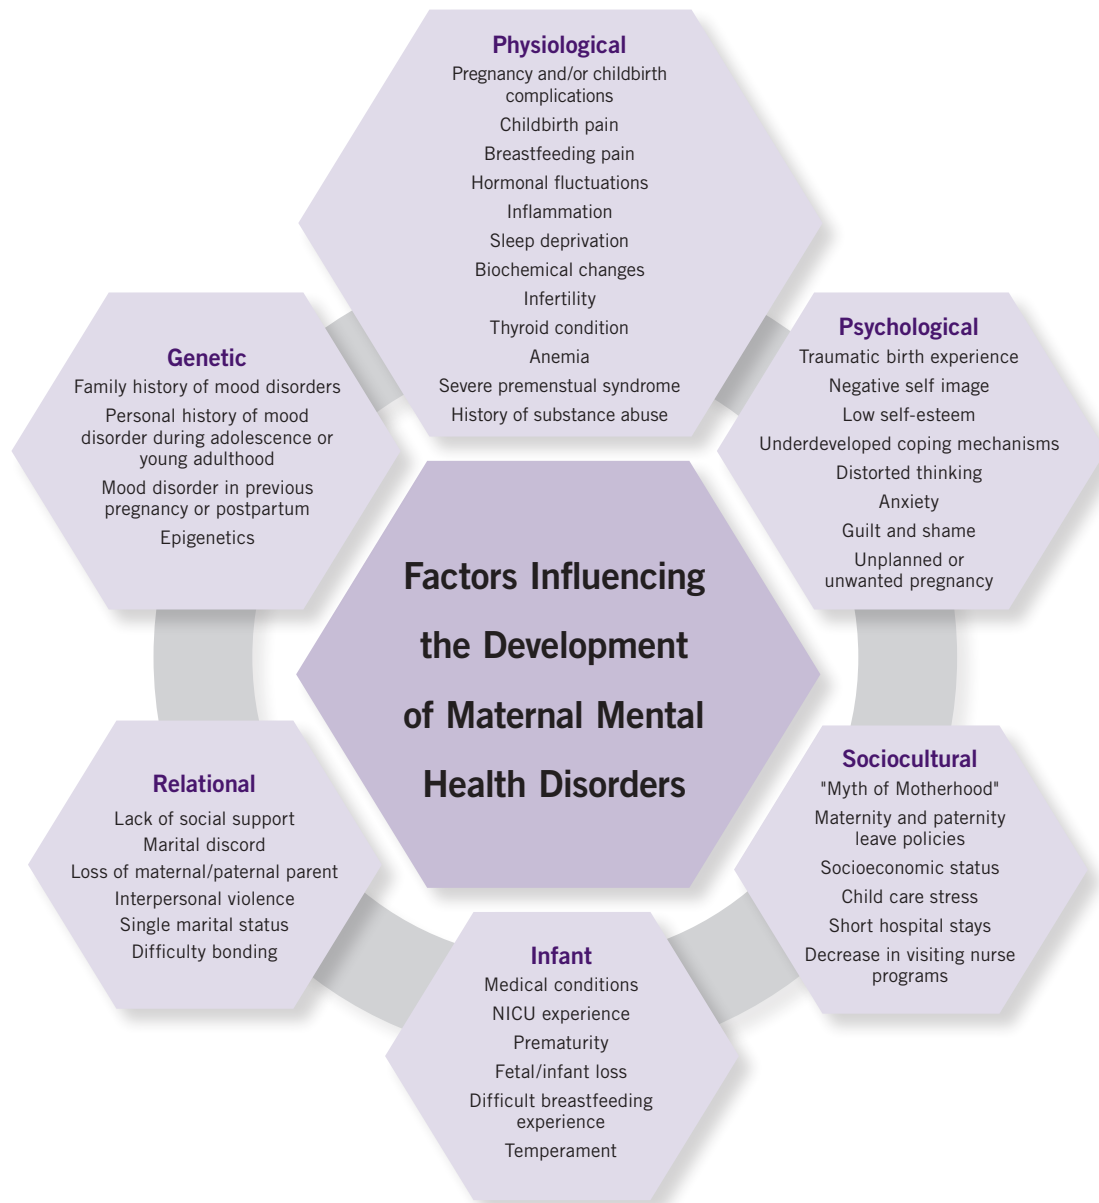 Physiological
Pregnancy and/or childbirth
complications
Childbirth pain
Breastfeeding pain
Hormonal fluctuations
Inflammation
Sleep deprivation
Biochemical changes
Infertility
Thyroid condition
Anemia
Severe premenstual syndrome
History of substance abuse
Genetic
Family history of mood disorders
Personal history of mood
disorder during adolescence or
young adulthood
Mood disorder in previous
pregnancy or postpartum
Epigenetics
Psychological
Traumatic birth experience
Negative self image
Low self-esteem
Underdeveloped coping mechanisms
Distorted thinking
Anxiety
Guilt and shame
Unplanned or
unwanted pregnancy
Factors Influencing
the Development
of Maternal Mental
Health Disorders
Relational
Lack of social support
Marital discord
Loss of maternal/paternal parent
Interpersonal violence
Single marital status
Difficulty bonding
Sociocultural
"Myth of Motherhood"
Maternity and paternity
leave policies
Socioeconomic status
Child care stress
Short hospital stays
Decrease in visiting nurse
programs
Infant
Medical conditions
NICU experience
Prematurity
Fetal/infant loss
Difficult breastfeeding
experience
Temperament